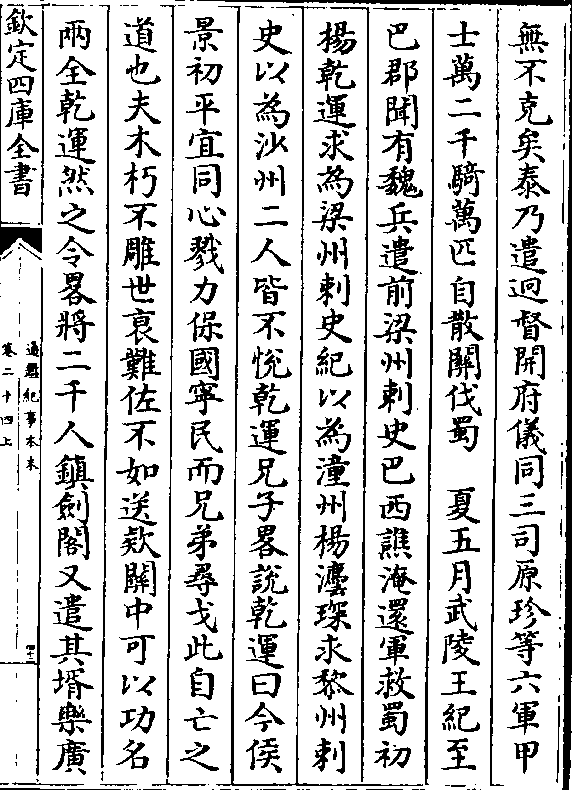 無不克矣泰乃遣迥督開府儀同三司原珍等六軍甲
士萬二千騎萬匹自散關伐蜀　夏五月武陵王紀至
巴郡聞有魏兵遣前梁州刺史巴西譙淹還軍救蜀初
楊乾運求為梁州刺史紀以為潼州楊灋琛求黎州刺
史以為沙州二人皆不悅乾運兄子畧說乾運曰今侯
景初平宜同心戮力保國寧民而兄弟尋戈此自亡之
道也夫木朽不雕世衰難佐不如送欵關中可以功名
兩全乾運然之令畧將二千人鎮劍閣又遣其壻樂廣
欽定四庫全書
通鑑紀事本末
卷二十四上